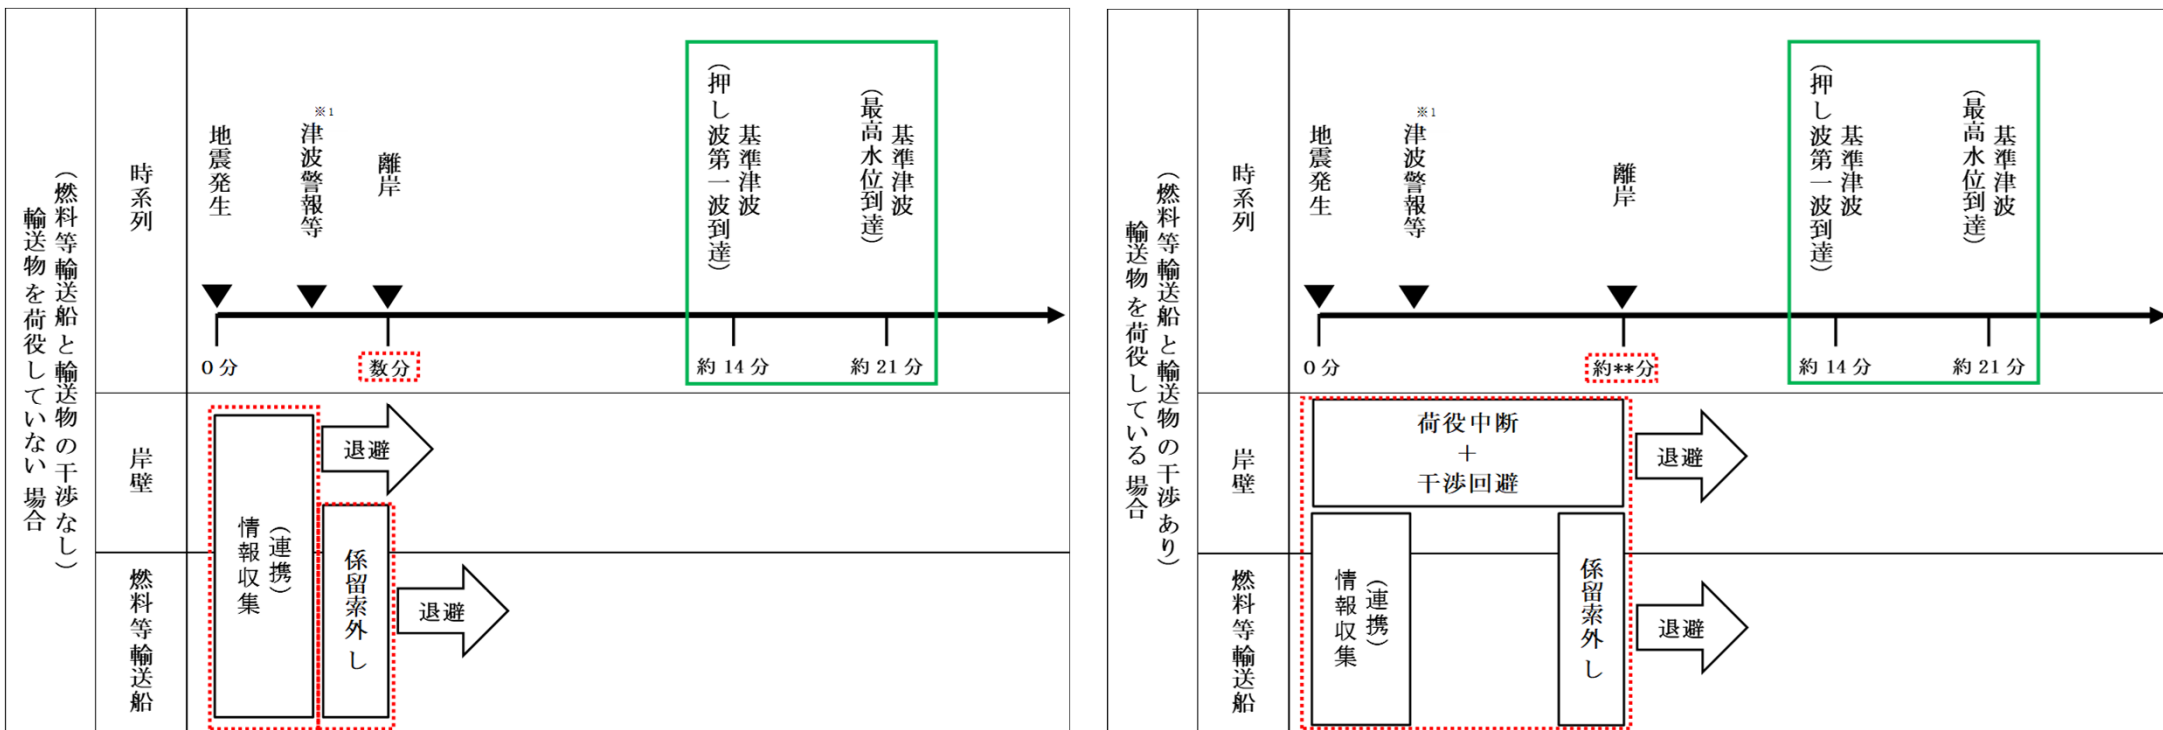 輸送物を荷役していない場合
（燃料等輸送船と輸送物の干渉なし）
時系列
地震発生
※1
津波警報等
離岸
基準津波
（押し波第一波到達）
基準津波
（最高水位到達）
0分
数分
約14分
約21分
岸壁
退避
情報収集
（連携）
係留索外し
燃料等輸送船
退避
輸送物を荷役している場合
（燃料等輸送船と輸送物の干渉あり）
時系列
地震発生
※1
津波警報等
離岸
基準津波
（押し波第一波到達）
基準津波
（最高水位到達）
0分
約**分
約14分
約21分
岸壁
荷役中断
＋
干渉回避
退避
情報収集
（連携）
係留索外し
燃料等輸送船
退避